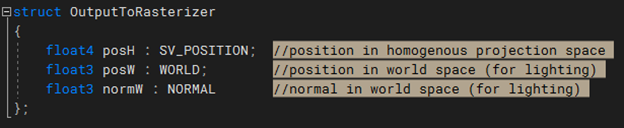 struct OutputToRasterizer
{
float4 posH : SV_POSITION; //position in homogenous projection space
float3 posW : WORLD; //position in world space (for lighting)
float3 normW : NORMAL //normal in world space (for lighting)
};